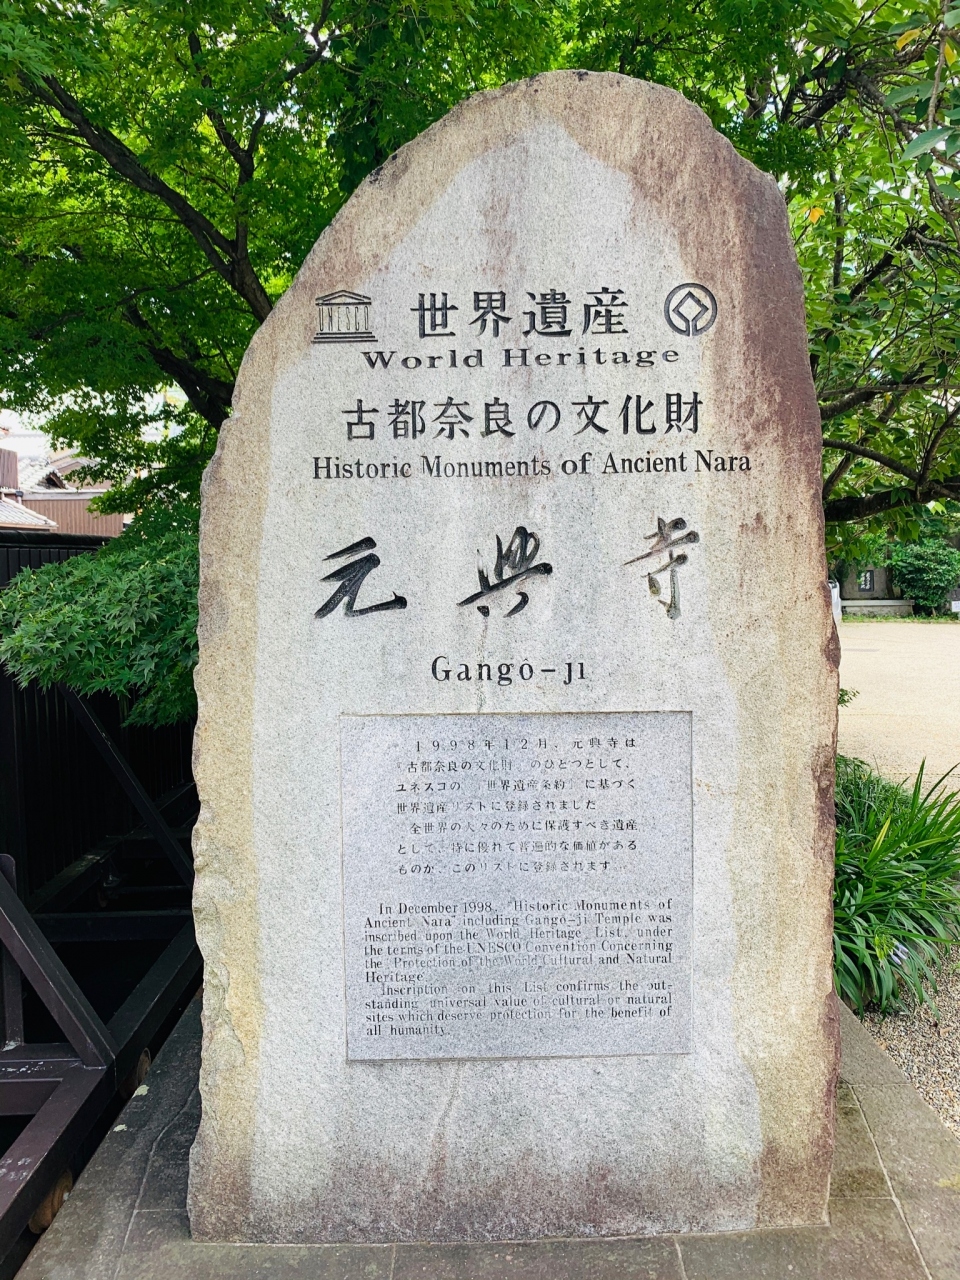 UNESCO
世界遺産
World Heritage
古都奈良の文化財
Historic Monuments of Ancient Nara
元興寺
Gangō-ji
1998年12月、元興寺は
「古都奈良の文化財」のひとつとして、
ユネスコの「世界遺産条約」に基づく
世界遺産リストに登録されました
全世界の人々のために保護すべき遺産
として、特に優れて普遍的な価値がある
ものが、このリストに登録されます
In December 1998, "Historic Monuments of
Ancient Nara" including Gangō-ji Temple was
inscribed upon the World Heritage List, under
the terms of the UNESCO Convention Concerning
the Protection of the World Cultural and Natural
Heritage.
Inscription on this List confirms the out-
standing universal value of cultural or natural
sites which deserve protection for the benefit of
all humanity.